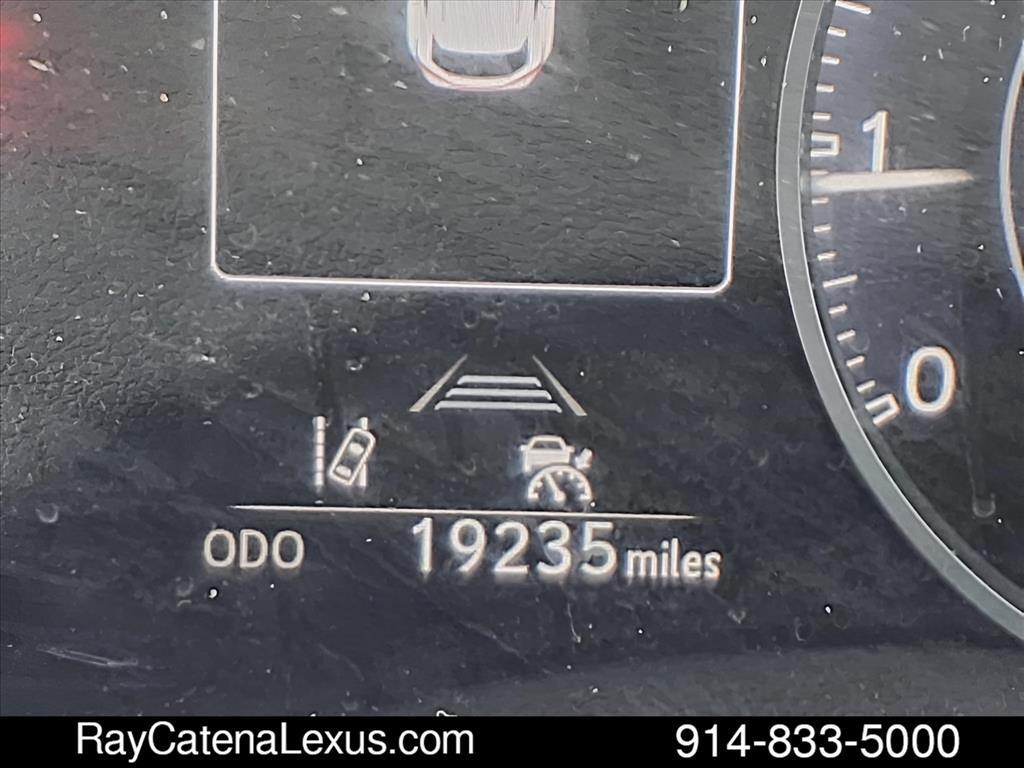 1
0
ODO 19235 miles
RayCatenaLexus.com 914-833-5000